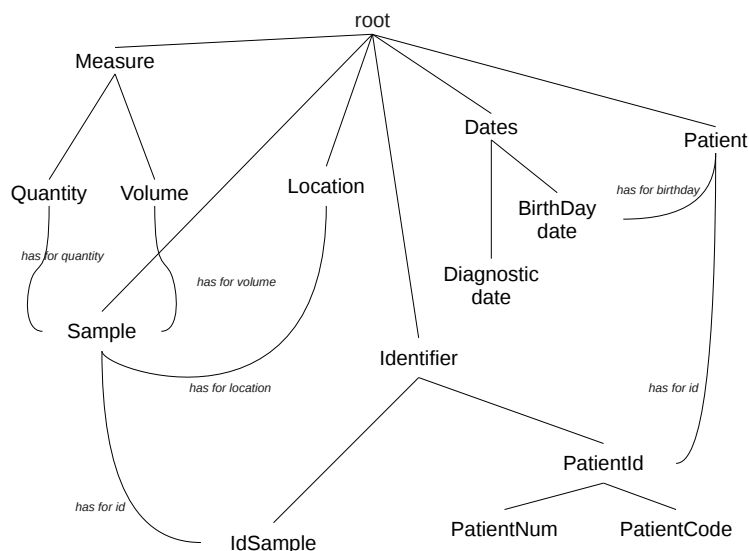 root
Measure
Dates
Patient
Quantity
Volume
Location
has for birthday
BirthDay
date
has for quantity
Diagnostic
date
has for volume
Sample
Identifier
has for location
has for id
PatientId
has for id
PatientNum
PatientCode
IdSample